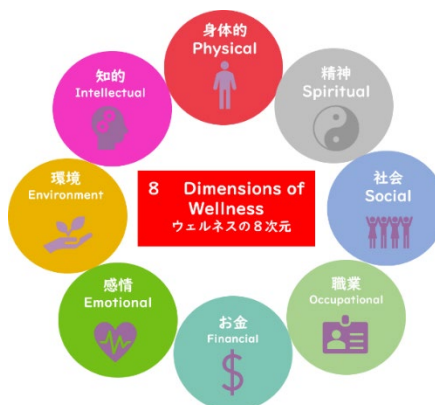 身体的
Physical
精神
Spiritual
社会
Social
職業
Occupational
お金
Financial
感情
Emotional
環境
Environment
知的
Intellectual
8 Dimensions of
Wellness
ウェルネスの８次元